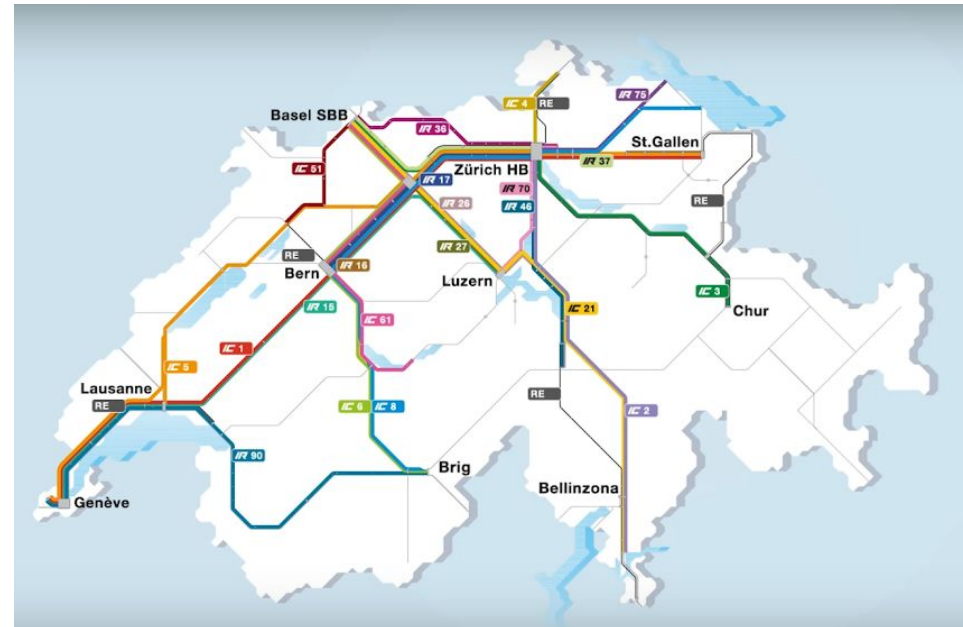 IC 4
RE
IR 75
Basel SBB
IR 36
St.Gallen
Zürich HB
IR 37
IC 51
IR 17
IR 70
IR 26
IR 46
RE
IR 27
RE
Bern
IR 16
Luzern
IC 3
Chur
IR 15
IC 61
IC 21
IC 1
IC 5
Lausanne
RE
IC 6
IC 8
RE
IC 2
IR 90
Brig
Bellinzona
Genève